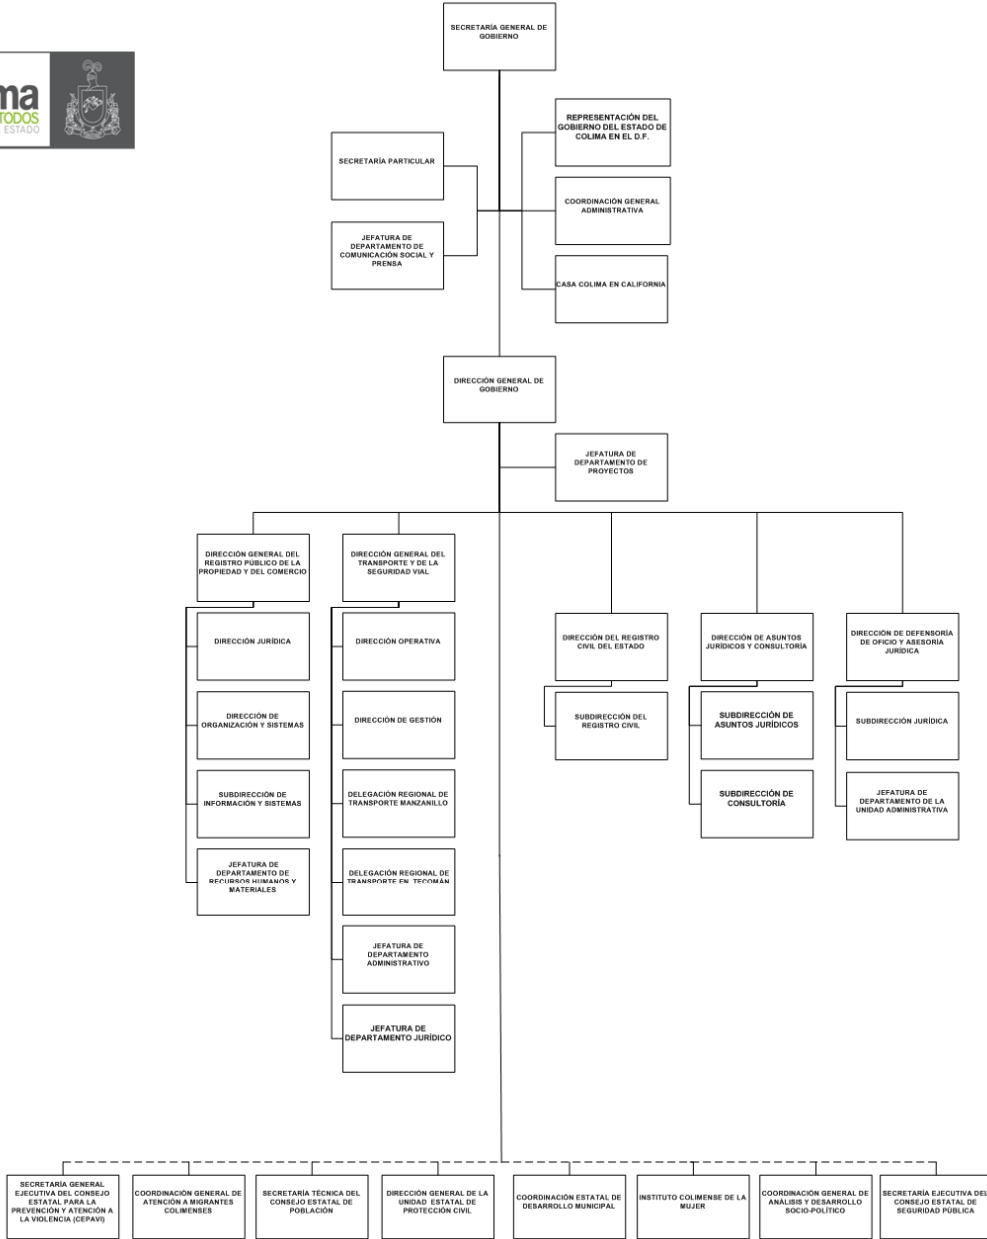 SECRETARÍA GENERAL DE
GOBIERNO
ma
TODOS
ESTADO
REPRESENTACIÓN DEL
GOBIERNO DEL ESTADO DE
COLIMA EN EL D.F.
SECRETARÍA PARTICULAR
COORDINACIÓN GENERAL
ADMINISTRATIVA
JEFATURA DE
DEPARTAMENTO DE
COMUNICACIÓN SOCIAL Y
PRENSA
CASA COLIMA EN CALIFORNIA
DIRECCIÓN GENERAL DE
GOBIERNO
JEFATURA DE
DEPARTAMENTO DE
PROYECTOS
DIRECCIÓN GENERAL DEL
REGISTRO PÚBLICO DE LA
PROPIEDAD Y DEL COMERCIO
DIRECCIÓN GENERAL DEL
TRANSPORTE Y DE LA
SEGURIDAD VIAL
DIRECCIÓN JURÍDICA
DIRECCIÓN OPERATIVA
DIRECCIÓN DEL REGISTRO
CIVIL DEL ESTADO
DIRECCIÓN DE ASUNTOS
JURÍDICOS Y CONSULTORÍA
DIRECCIÓN DE DEFENSORÍA
DE OFICIO Y ASESORÍA
JURÍDICA
DIRECCIÓN DE
ORGANIZACIÓN Y SISTEMAS
DIRECCIÓN DE GESTIÓN
SUBDIRECCIÓN DEL
REGISTRO CIVIL
SUBDIRECCIÓN DE
ASUNTOS JURÍDICOS
SUBDIRECCIÓN JURÍDICA
SUBDIRECCIÓN DE
INFORMACIÓN Y SISTEMAS
DELEGACIÓN REGIONAL DE
TRANSPORTE MANZANILLO
SUBDIRECCIÓN DE
CONSULTORÍA
JEFATURA DE
DEPARTAMENTO DE LA
UNIDAD ADMINISTRATIVA
JEFATURA DE
DEPARTAMENTO DE
RECURSOS HUMANOS Y
MATERIALES
DELEGACIÓN REGIONAL DE
TRANSPORTE EN TECOMÁN
JEFATURA DE
DEPARTAMENTO
ADMINISTRATIVO
JEFATURA DE
DEPARTAMENTO JURÍDICO
SECRETARÍA GENERAL
EJECUTIVA DEL CONSEJO
ESTATAL PARA LA
PREVENCIÓN Y ATENCIÓN A
LA VIOLENCIA (CEPAVI)
COORDINACIÓN GENERAL DE
ATENCIÓN A MIGRANTES
COLIMENSES
SECRETARÍA TÉCNICA DEL
CONSEJO ESTATAL DE
POBLACIÓN
DIRECCIÓN GENERAL DE LA
UNIDAD ESTATAL DE
PROTECCIÓN CIVIL
COORDINACIÓN ESTATAL DE
DESARROLLO MUNICIPAL
INSTITUTO COLIMENSE DE LA
MUJER
COORDINACIÓN GENERAL DE
ANÁLISIS Y DESARROLLO
SOCIO-POLÍTICO
SECRETARÍA EJECUTIVA DEL
CONSEJO ESTATAL DE
SEGURIDAD PÚBLICA